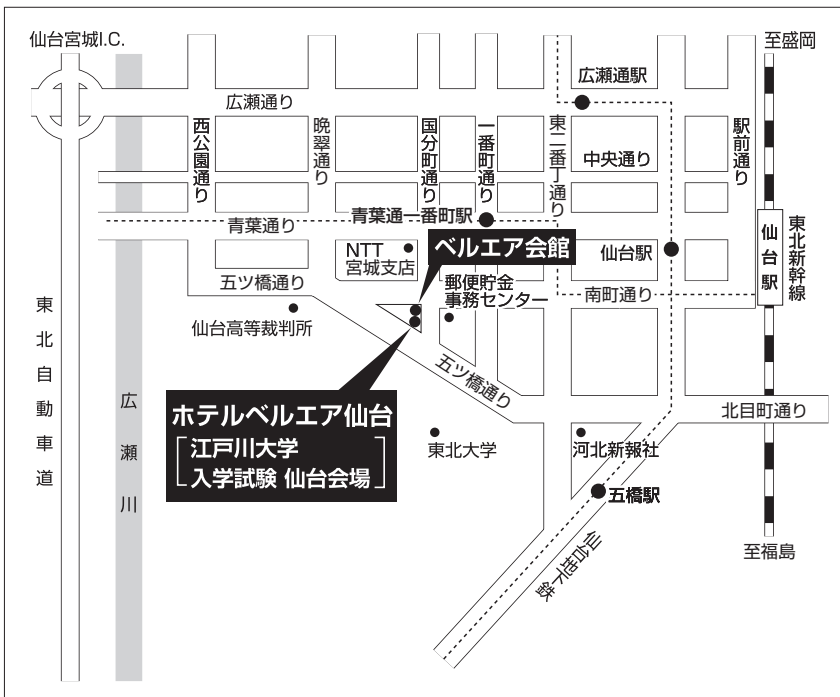 仙台宮城I.C.
至盛岡
広瀬通駅
広瀬通り
西公園通り
晩翠通り
国分町通り
一番町通り
東二番丁通り
中央通り
駅前通り
青葉通一番町駅
青葉通り
NTT
宮城支店
ベルエア会館
仙台駅
仙台駅
東北新幹線
五ツ橋通り
郵便貯金
事務センター
南町通り
仙台高等裁判所
東北自動車道
広瀬川
五ツ橋通り
ホテルベルエア仙台
江戸川大学
入学試験 仙台会場
北目町通り
東北大学
河北新報社
五橋駅
仙台地下鉄
至福島